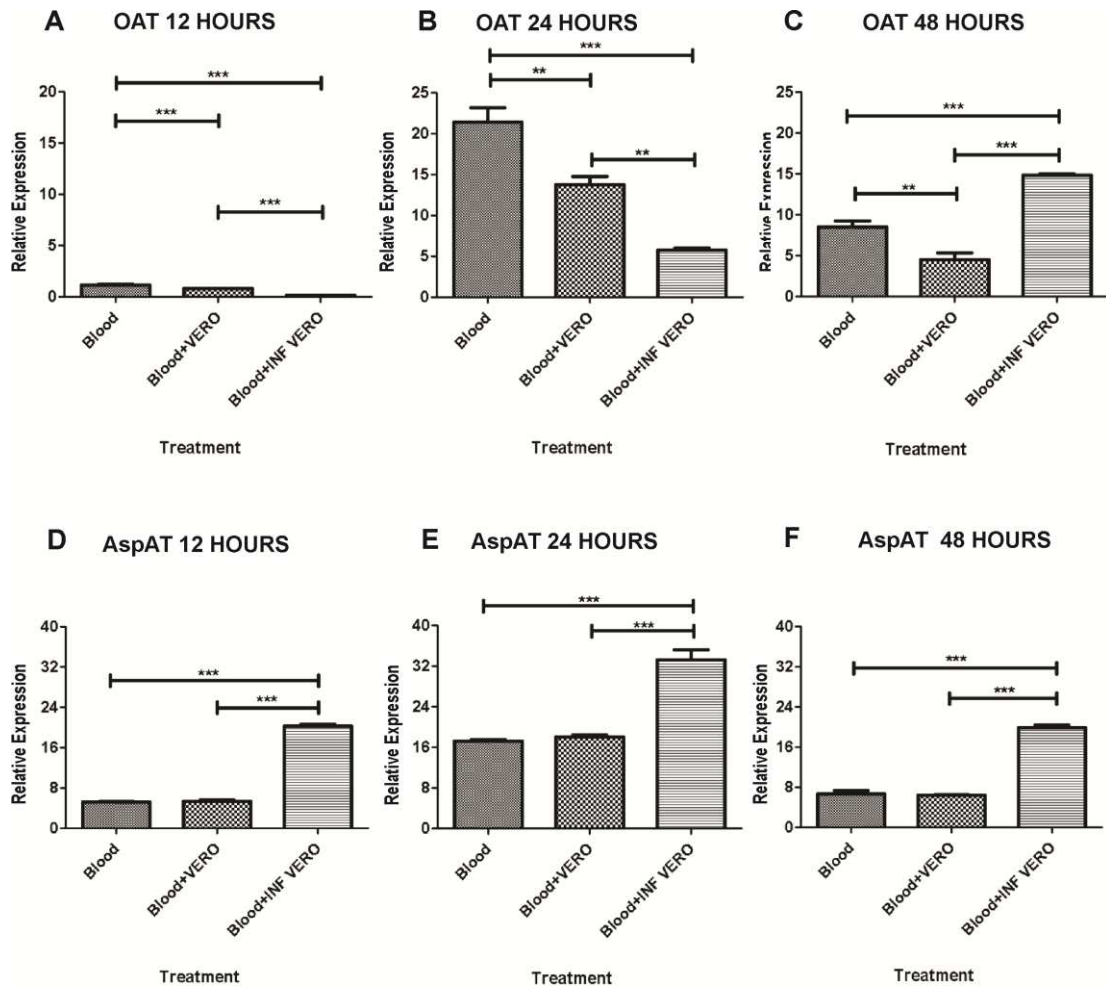 A OAT 12 HOURS
***
***
***
Relative Expression
20
15
10
5
0
Blood
Blood+VERO
Blood+INF VERO
Treatment
B OAT 24 HOURS
***
**
**
Relative Expression
25
20
15
10
5
0
Blood
Blood+VERO
Blood+INF VERO
Treatment
C OAT 48 HOURS
***
***
**
Relative Expression
25
20
15
10
5
0
Blood
Blood+VERO
Blood+INF VERO
Treatment
D AspAT 12 HOURS
***
***
Relative Expression
40
32
24
16
8
0
Blood
Blood+VERO
Blood+INF VERO
Treatment
E AspAT 24 HOURS
***
***
Relative Expression
40
32
24
16
8
0
Blood
Blood+VERO
Blood+INF VERO
Treatment
F AspAT 48 HOURS
***
***
Relative Expression
40
32
24
16
8
0
Blood
Blood+VERO
Blood+INF VERO
Treatment